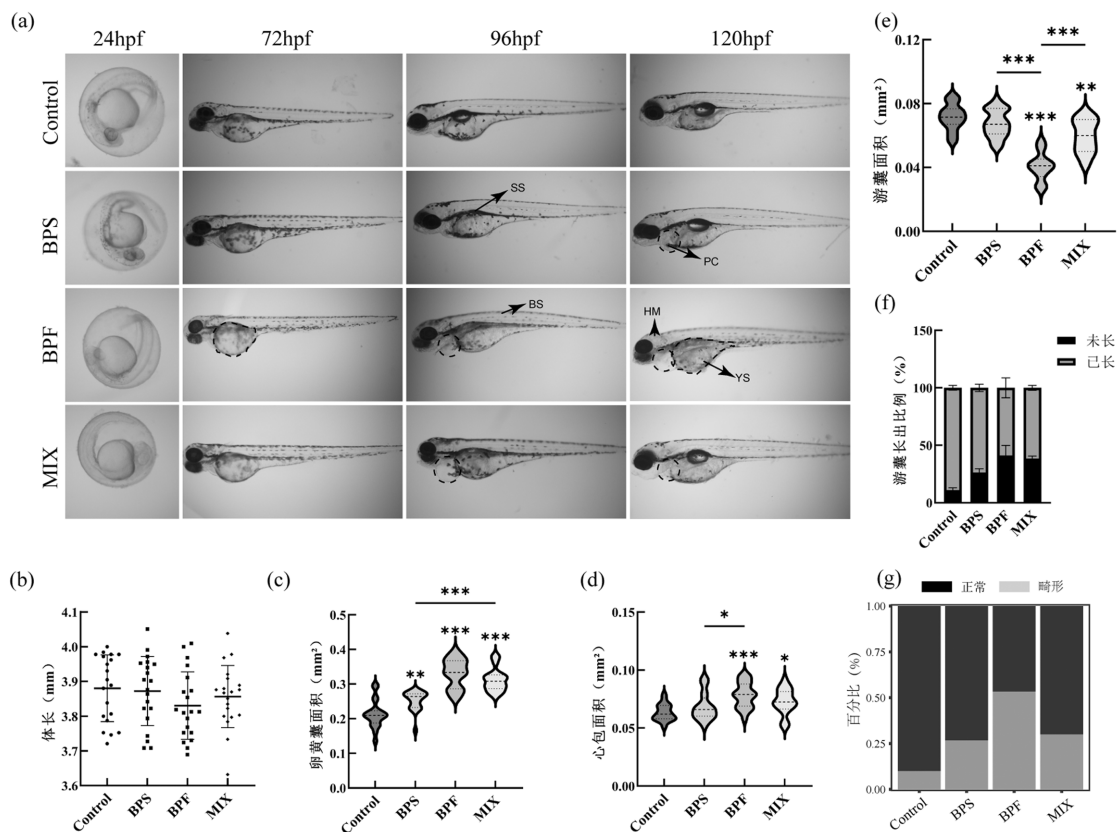 (a)
24hpf 72hpf 96hpf 120hpf
Control
BPS
SS
PC
BPF
BS
HM
YS
MIX
(b)
体长（mm）
4.1
4.0
3.9
3.8
3.7
3.6
Control BPS BPF MIX
(c)
卵黄囊面积（mm²）
0.5
0.4
0.3
0.2
0.1
0.0
***
**
***
***
Control BPS BPF MIX
(d)
心包面积（mm²）
0.15
0.10
0.05
0.00
*
***
*
Control BPS BPF MIX
(e)
游囊面积（mm²）
0.12
0.08
0.04
0.00
***
***
***
**
Control BPS BPF MIX
(f)
游囊长出比例（%）
150
100
50
0
未长
已长
Control BPS BPF MIX
(g)
正常 畸形
百分比（%）
1.00
0.75
0.50
0.25
0
Control BPS BPF MIX